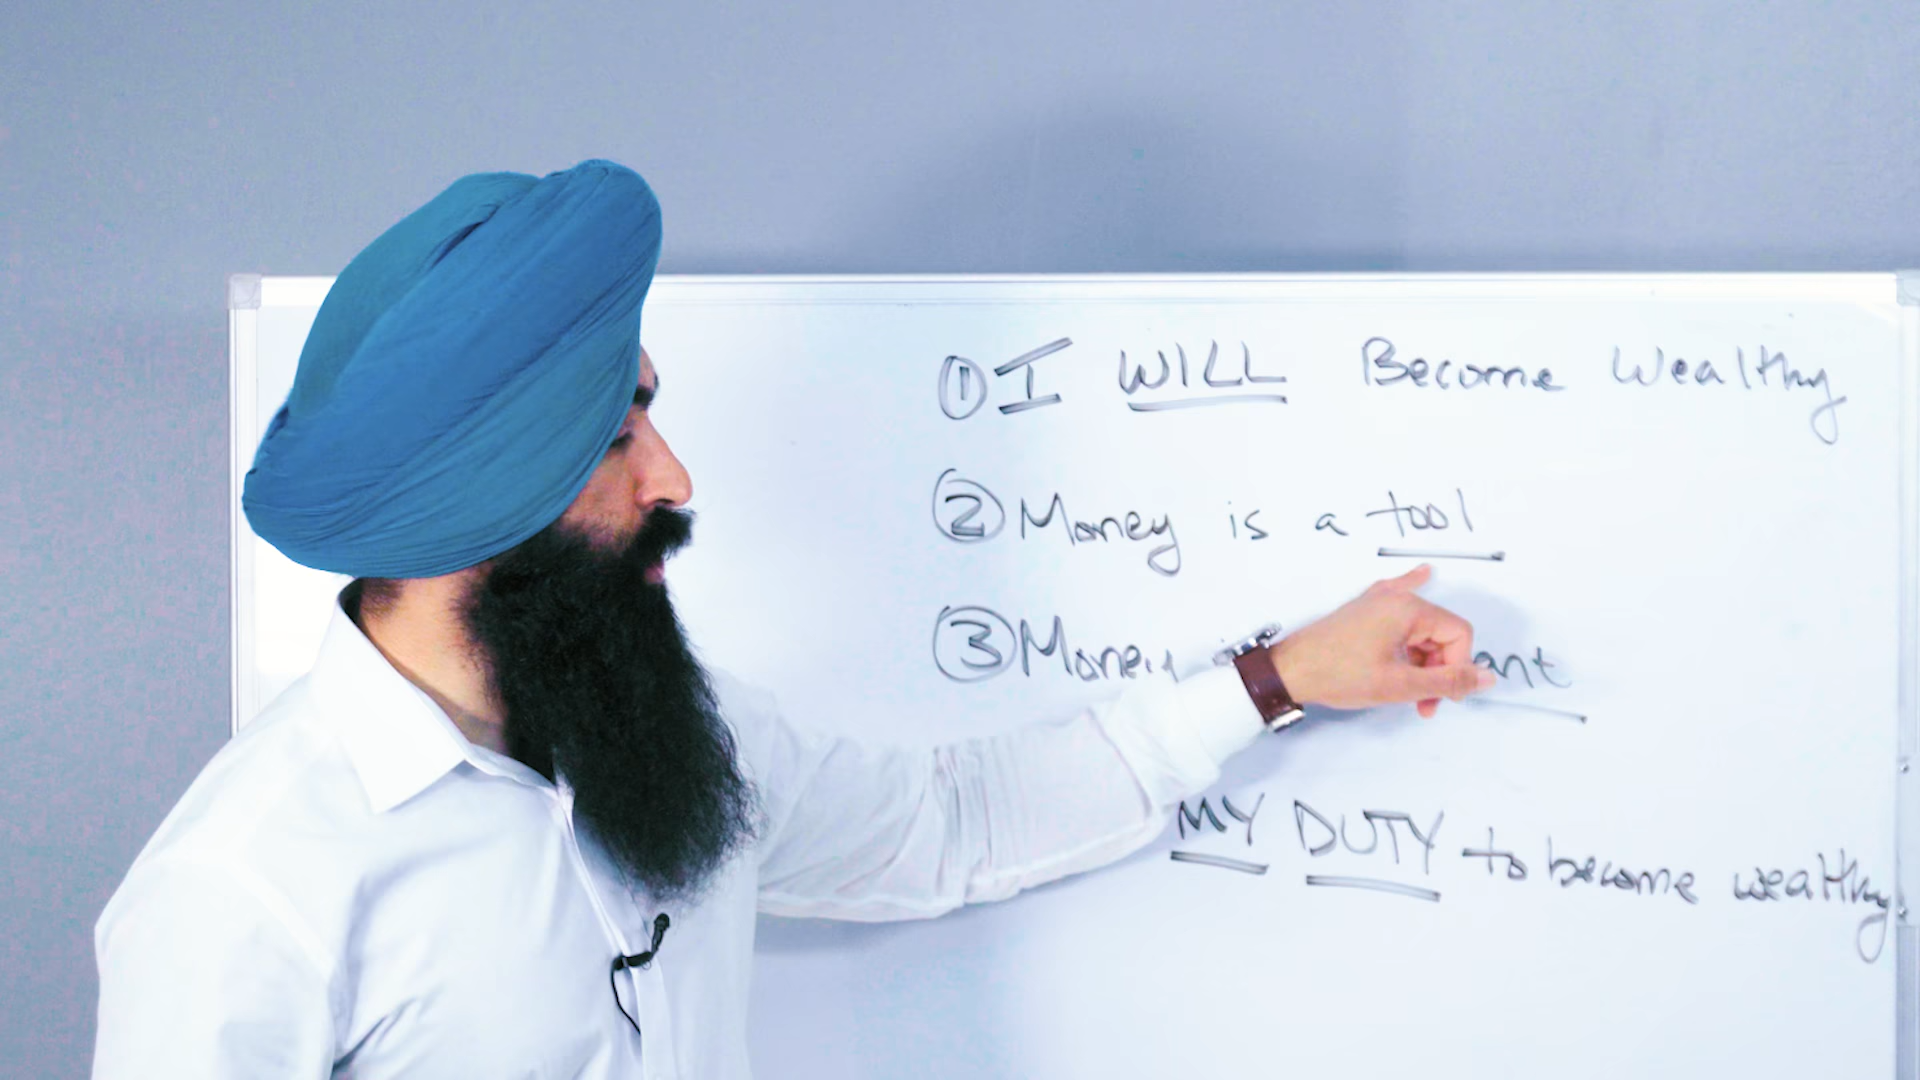 ① I WILL Become Wealthy
② Money is a tool
③ Money
MY DUTY to become wealthy